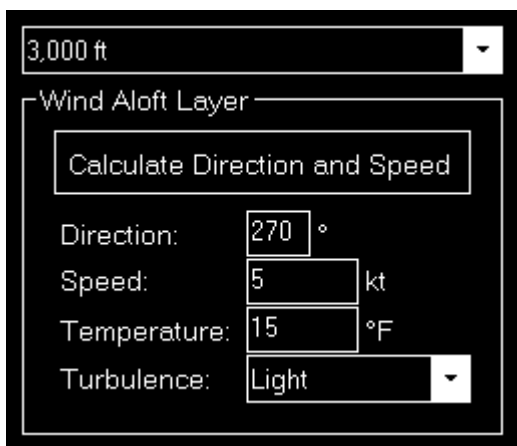 3,000 ft
Wind Aloft Layer
Calculate Direction and Speed
Direction: 270 °
Speed: 5 kt
Temperature: 15 °F
Turbulence: Light